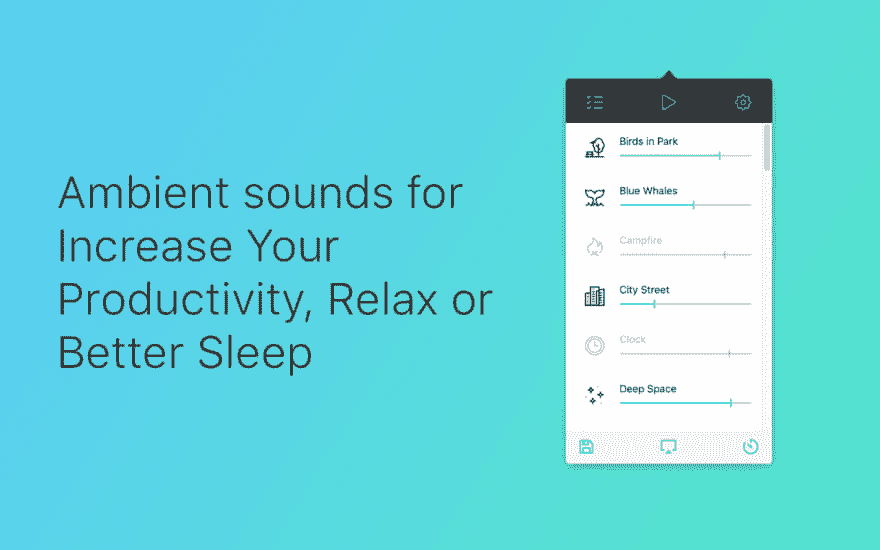 Ambient sounds for
Increase Your
Productivity, Relax or
Better Sleep
Birds in Park
Blue Whales
Campfire
City Street
Clock
Deep Space